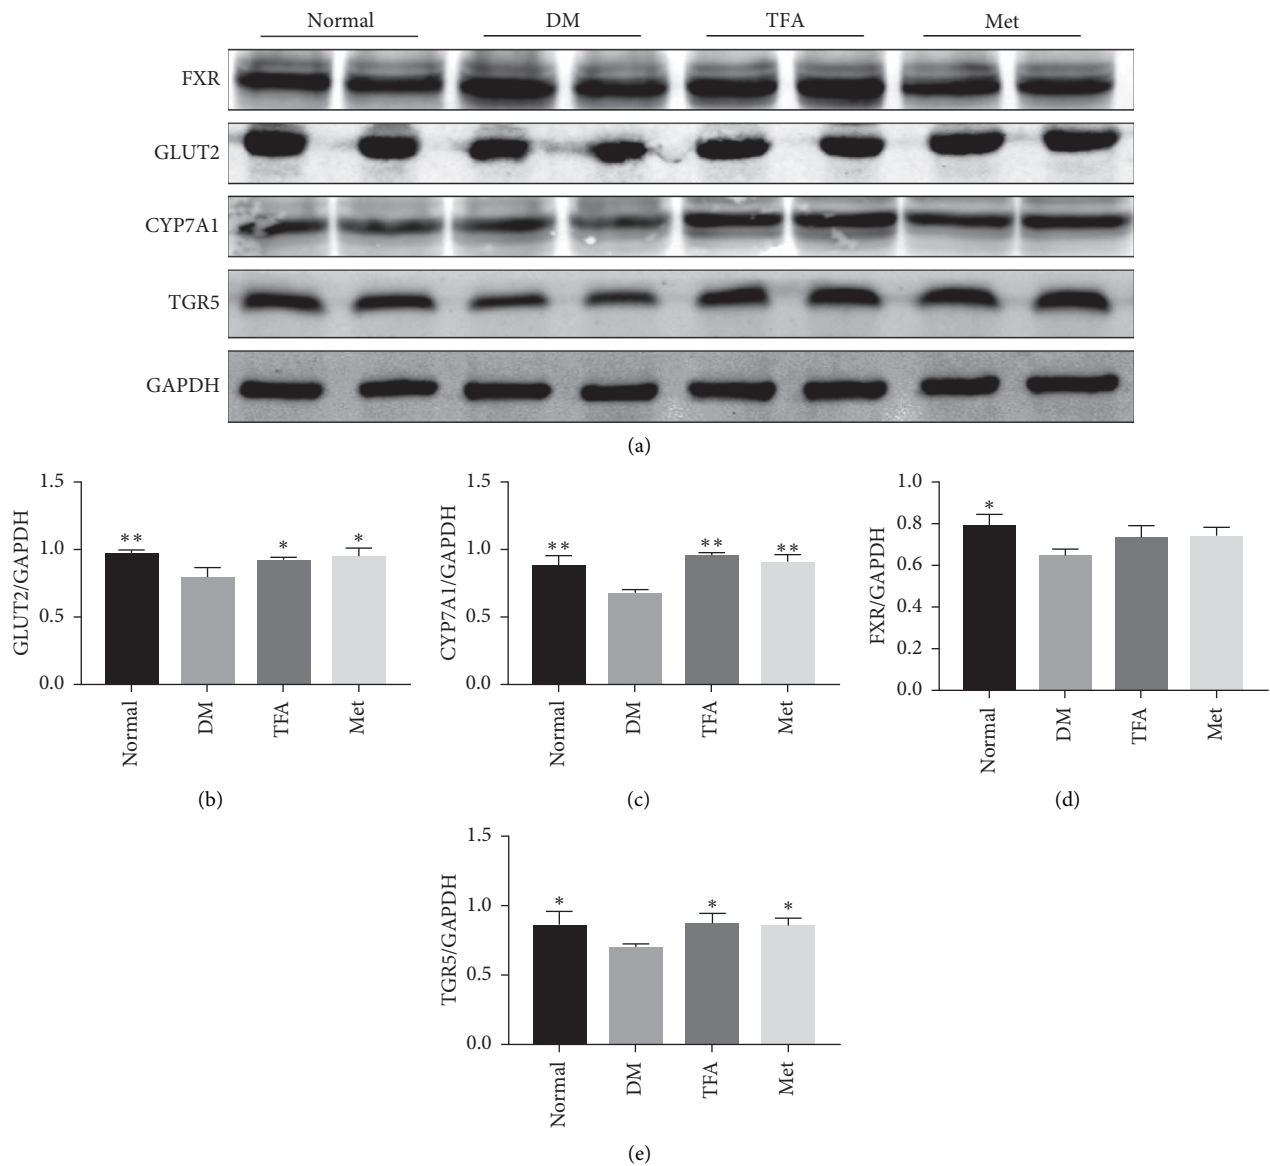 Normal DM TFA Met
FXR
GLUT2
CYP7A1
TGR5
GAPDH
(a)
GLUT2/GAPDH
1.5
1.0
0.5
0.0
** * *
Normal DM TFA Met
(b)
CYP7A1/GAPDH
1.5
1.0
0.5
0.0
** ** **
Normal DM TFA Met
(c)
FXR/GAPDH
1.0
0.8
0.6
0.4
0.2
0.0
*
Normal DM TFA Met
(d)
TGR5/GAPDH
1.5
1.0
0.5
0.0
* * *
Normal DM TFA Met
(e)